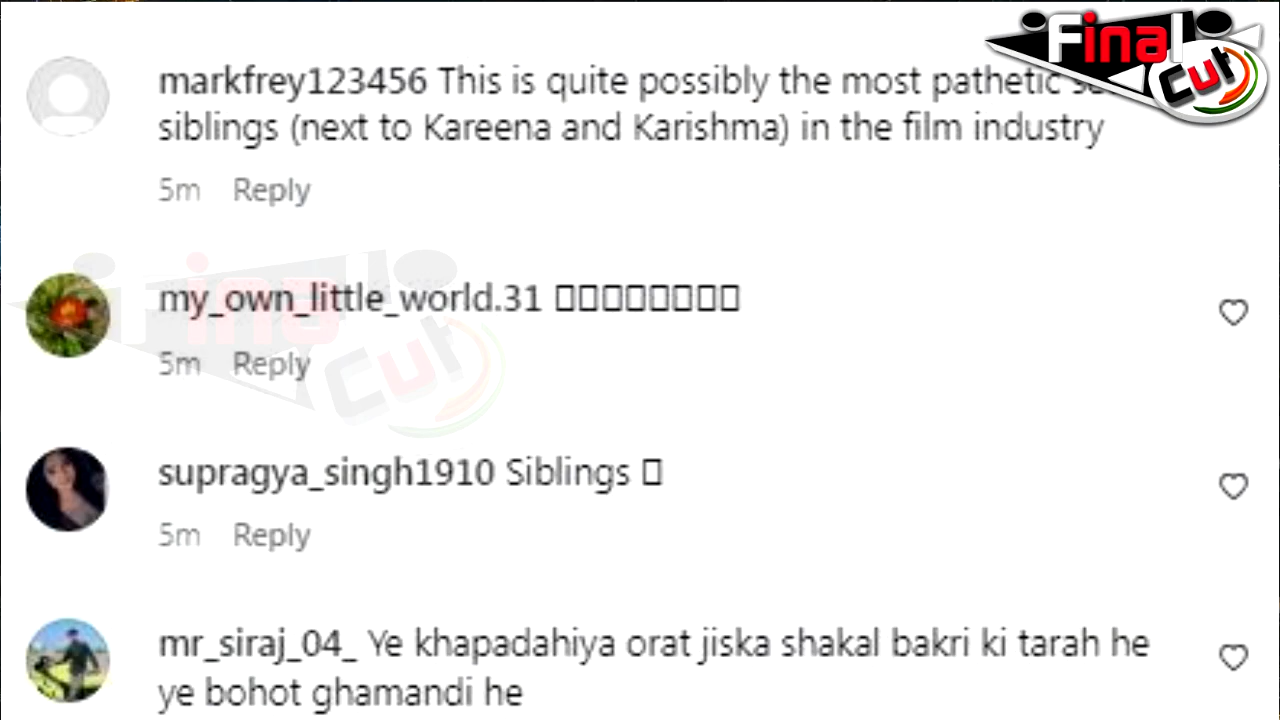 Final
Cut
markfrey123456 This is quite possibly the most pathetic
siblings (next to Kareena and Karishma) in the film industry
5m Reply
my_own_little_world.31 □□□□□□□□
5m Reply
Final
Cut
supragya_singh1910 Siblings □
5m Reply
mr_siraj_04_ Ye khapadahiya orat jiska shakal bakri ki tarah he
ye bohot ghamandi he